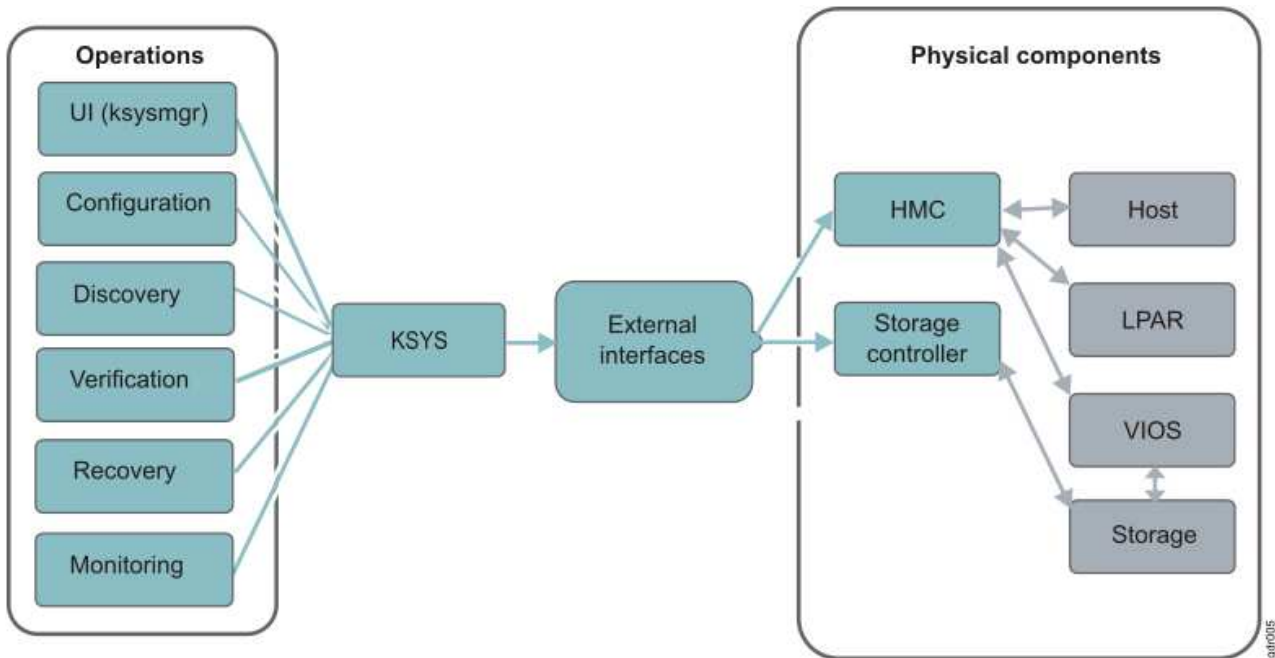 Operations
UI (ksysmgr)
Configuration
Discovery
Verification
Recovery
Monitoring
KSYS
External
interfaces
Physical components
HMC
Storage
controller
Host
LPAR
VIOS
Storage
gdr005